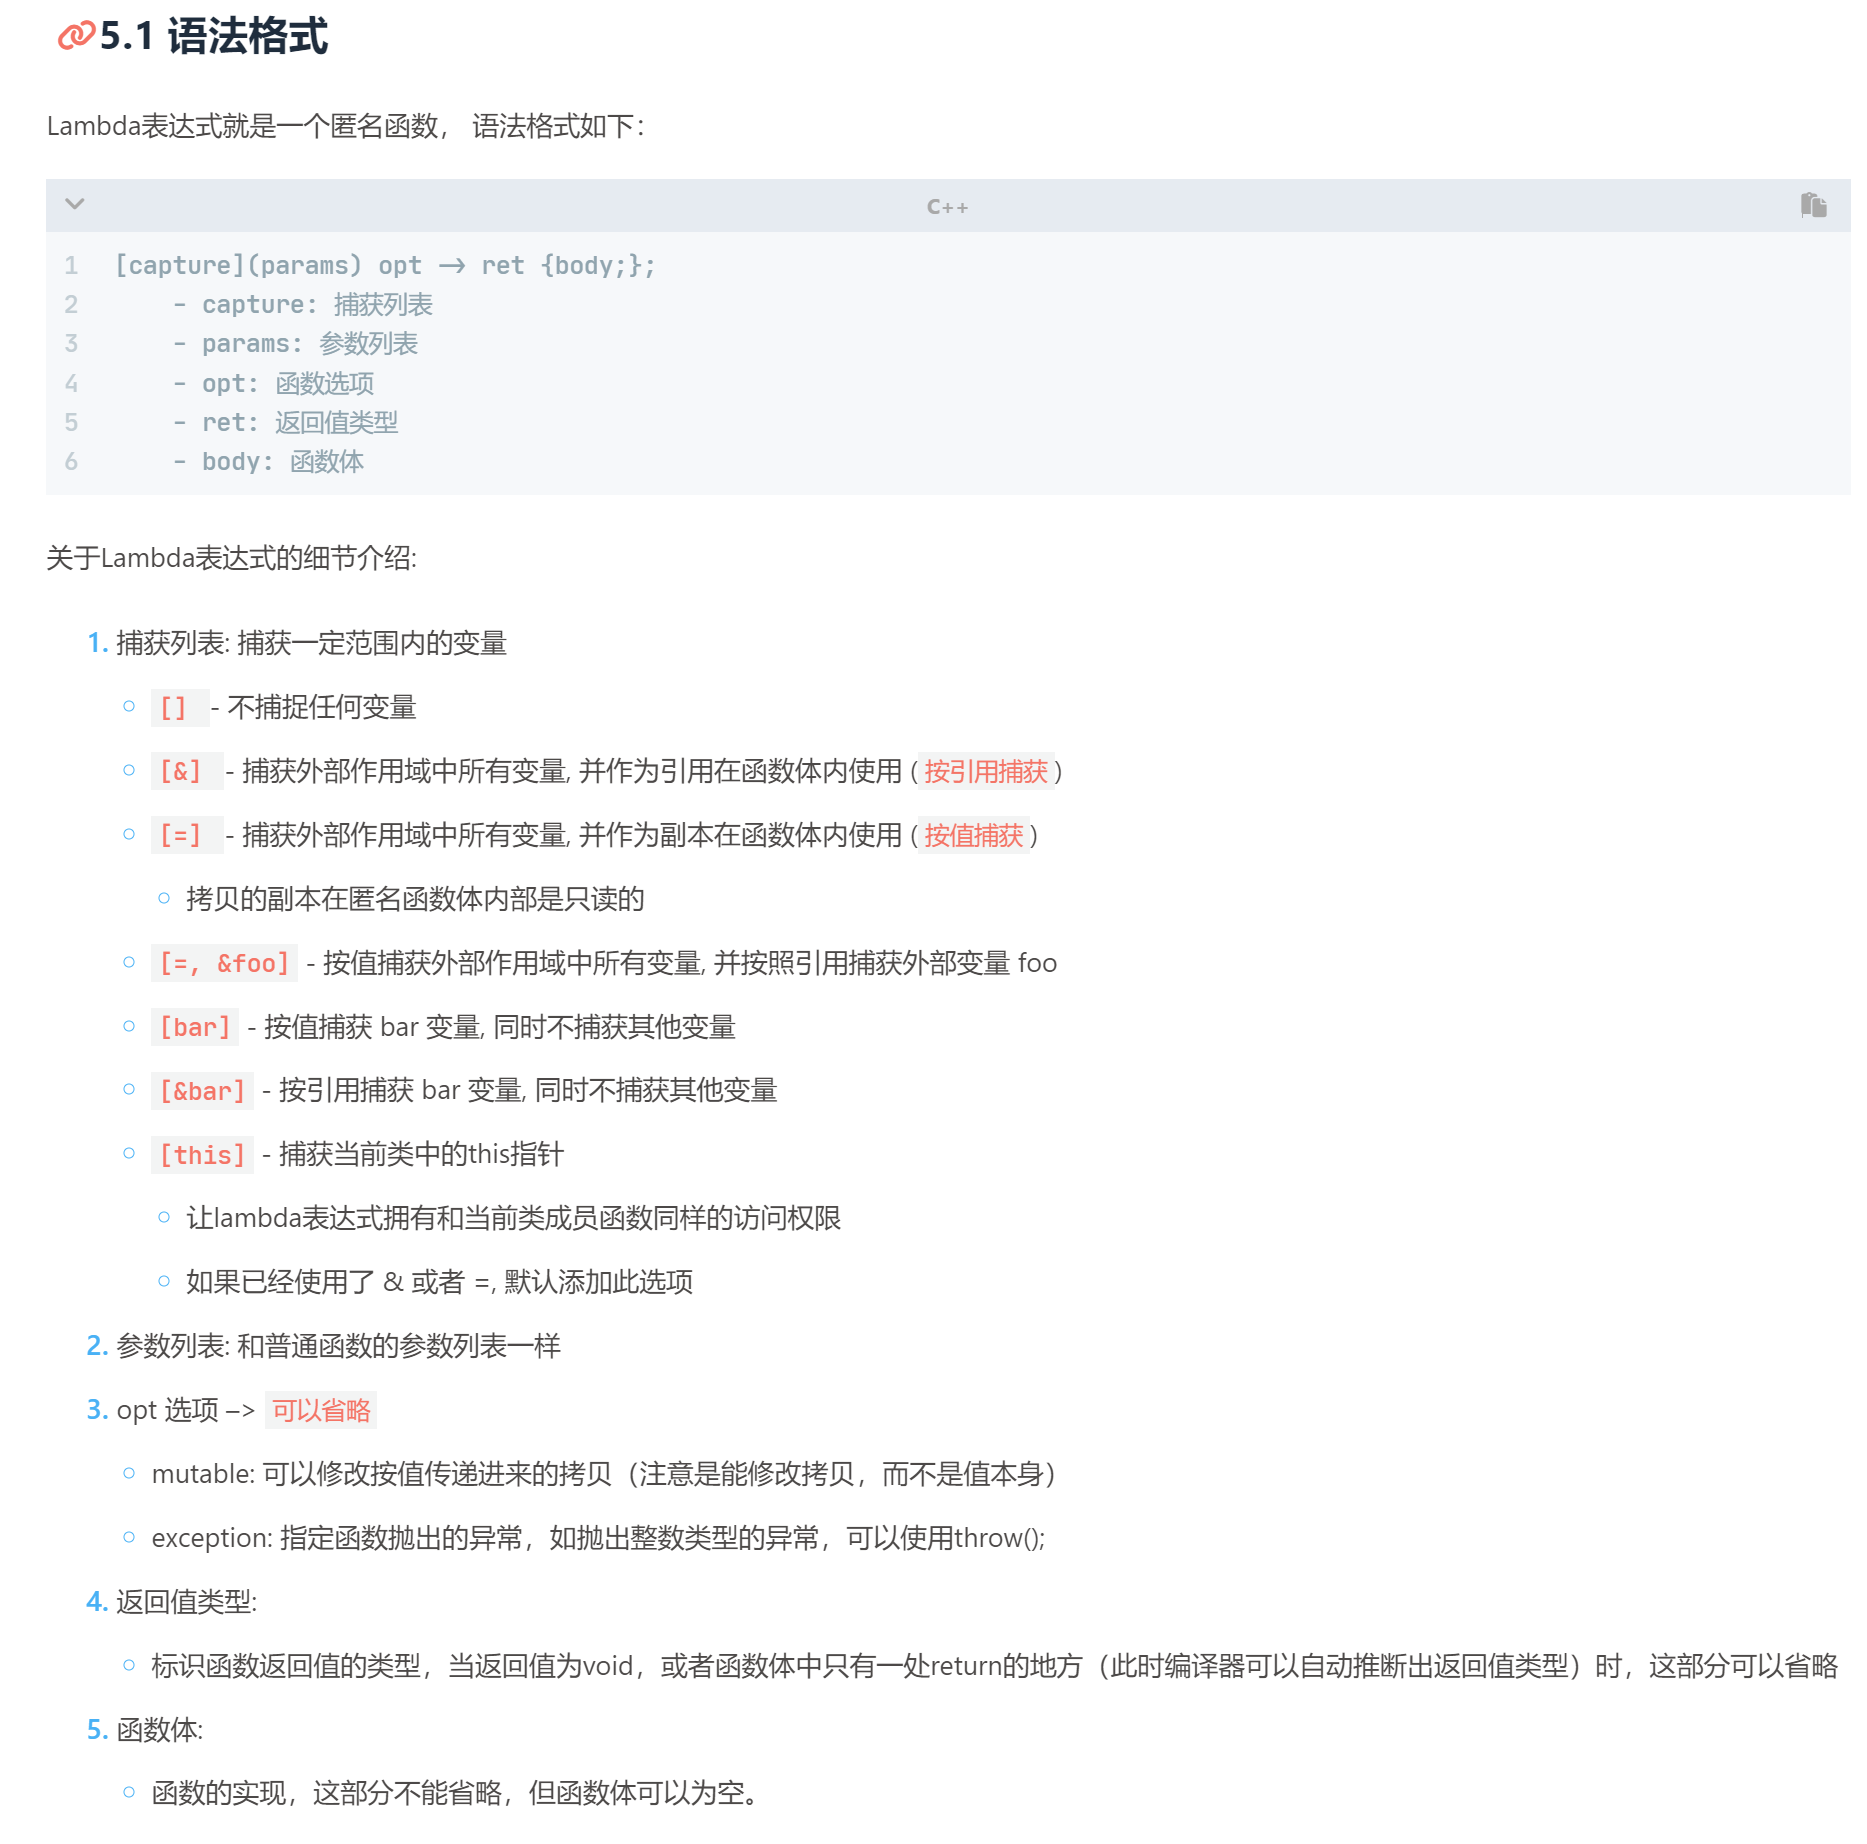 5.1 语法格式
Lambda表达式就是一个匿名函数， 语法格式如下：
C++
1 [capture](params) opt -> ret {body;};
2     - capture: 捕获列表
3     - params: 参数列表
4     - opt: 函数选项
5     - ret: 返回值类型
6     - body: 函数体
关于Lambda表达式的细节介绍:
1. 捕获列表: 捕获一定范围内的变量
[] - 不捕捉任何变量
[&] - 捕获外部作用域中所有变量, 并作为引用在函数体内使用 (按引用捕获)
[=] - 捕获外部作用域中所有变量, 并作为副本在函数体内使用 (按值捕获)
拷贝的副本在匿名函数体内部是只读的
[=, &foo] - 按值捕获外部作用域中所有变量, 并按照引用捕获外部变量 foo
[bar] - 按值捕获 bar 变量, 同时不捕获其他变量
[&bar] - 按引用捕获 bar 变量, 同时不捕获其他变量
[this] - 捕获当前类中的this指针
让lambda表达式拥有和当前类成员函数同样的访问权限
如果已经使用了 & 或者 =, 默认添加此选项
2. 参数列表: 和普通函数的参数列表一样
3. opt 选项 –> 可以省略
mutable: 可以修改按值传递进来的拷贝（注意是能修改拷贝，而不是值本身）
exception: 指定函数抛出的异常，如抛出整数类型的异常，可以使用throw();
4. 返回值类型:
标识函数返回值的类型，当返回值为void，或者函数体中只有一处return的地方（此时编译器可以自动推断出返回值类型）时，这部分可以省略
5. 函数体:
函数的实现，这部分不能省略，但函数体可以为空。